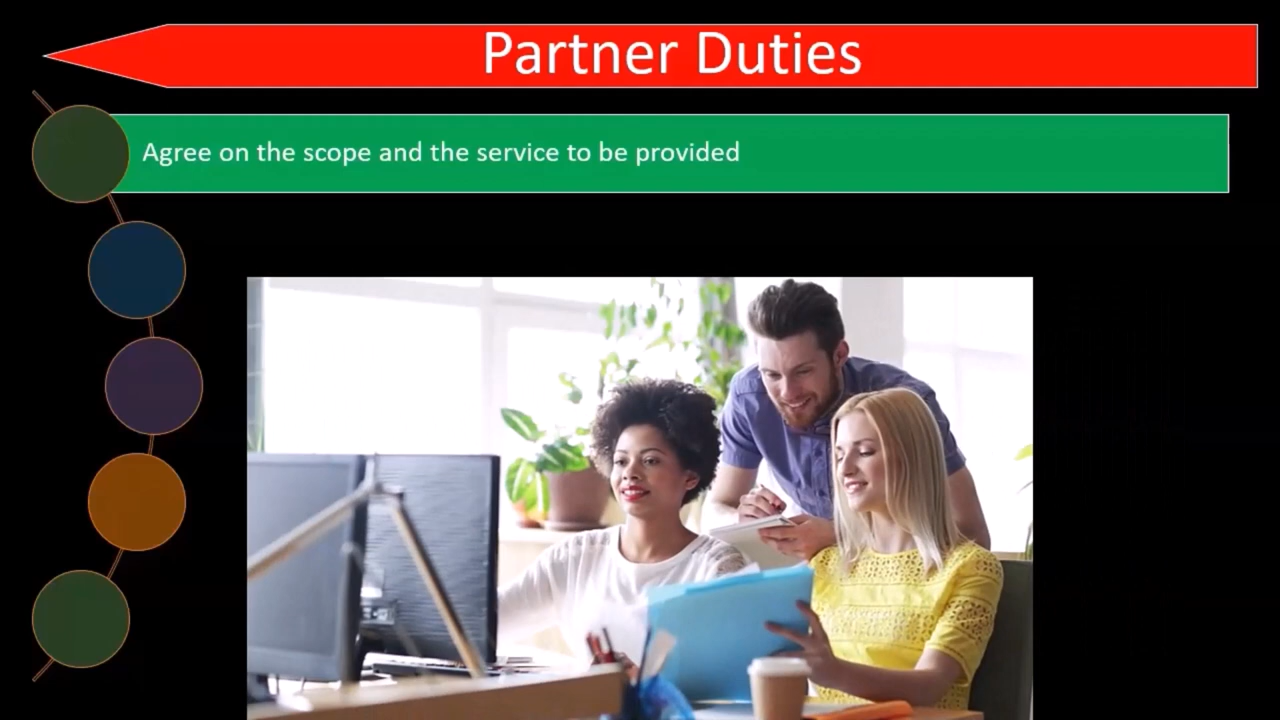 Partner Duties
Agree on the scope and the service to be provided